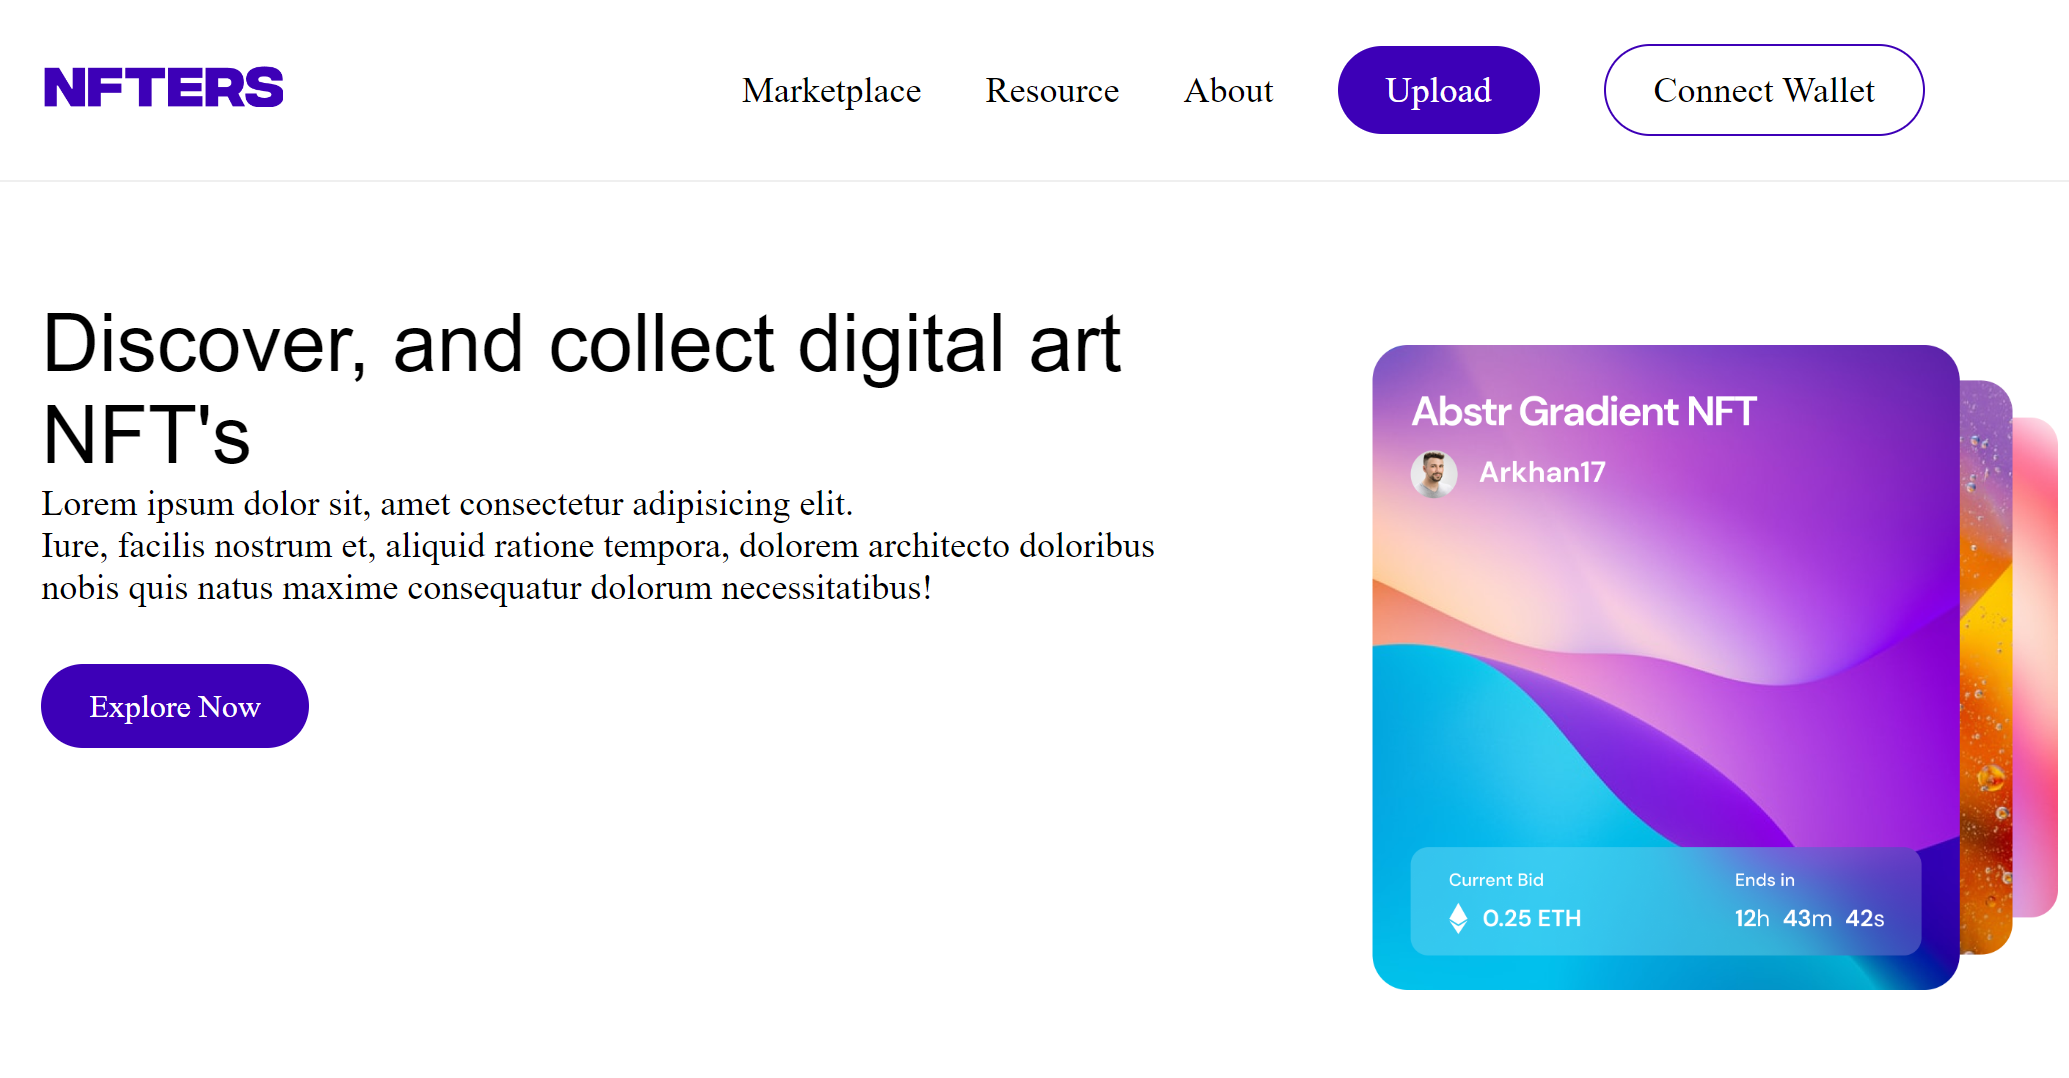 NFTERS
Marketplace Resource About Upload Connect Wallet
Discover, and collect digital art
NFT's
Lorem ipsum dolor sit, amet consectetur adipisicing elit.
Iure, facilis nostrum et, aliquid ratione tempora, dolorem architecto doloribus
nobis quis natus maxime consequatur dolorum necessitatibus!
Explore Now
Abstr Gradient NFT
Arkhan17
Current Bid
0.25 ETH
Ends in
12h 43m 42s